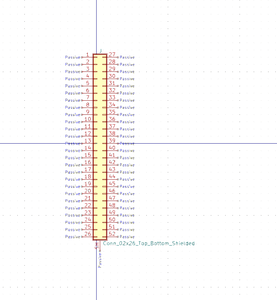 J
Passive 1 27 Passive
Passive 2 28 Passive
Passive 3 29 Passive
Passive 4 30 Passive
Passive 5 31 Passive
Passive 6 32 Passive
Passive 7 33 Passive
Passive 8 34 Passive
Passive 9 35 Passive
Passive 10 36 Passive
Passive 11 37 Passive
Passive 12 38 Passive
Passive 13 39 Passive
Passive 14 40 Passive
Passive 15 41 Passive
Passive 16 42 Passive
Passive 17 43 Passive
Passive 18 44 Passive
Passive 19 45 Passive
Passive 20 46 Passive
Passive 21 47 Passive
Passive 22 48 Passive
Passive 23 49 Passive
Passive 24 50 Passive
Passive 25 51 Passive
Passive 26 52 Passive
Conn_02x26_Top_Bottom_Shielded
Passive